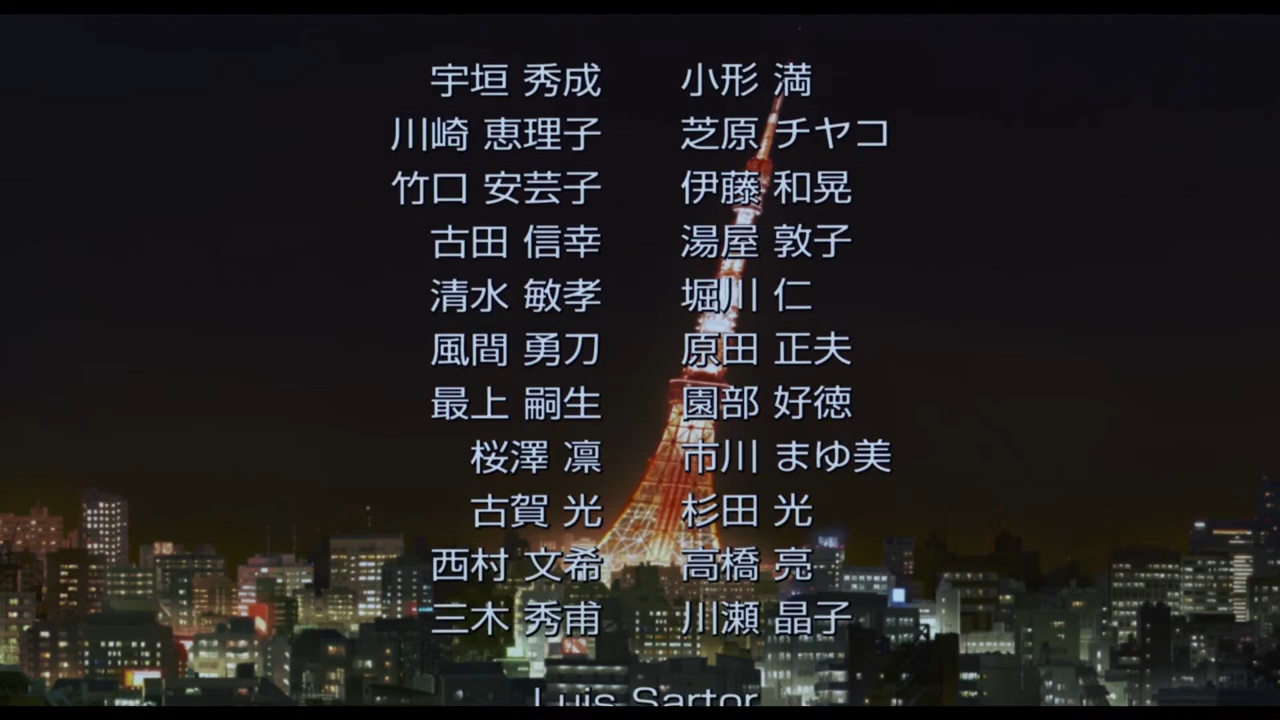 宇垣 秀成 小形 満
川崎 恵理子 芝原 チヤコ
竹口 安芸子 伊藤 和晃
古田 信幸 湯屋 敦子
清水 敏孝 堀川 仁
風間 勇刀 原田 正夫
最上 嗣生 園部 好徳
桜澤 凛 市川 まゆ美
古賀 光 杉田 光
西村 文希 高橋 亮
三木 秀甫 川瀬 晶子
Luis Sartor